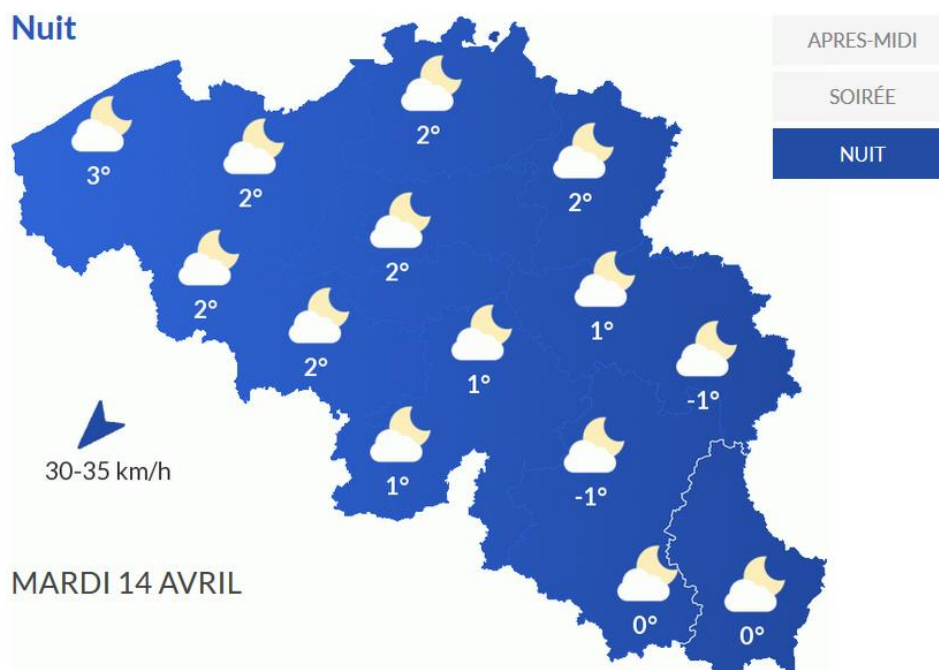 Nuit
APRES-MIDI
SOIRÉE
NUIT
2°
3°
2°
2°
2°
2°
1°
2°
1°
-1°
1°
-1°
30-35 km/h
MARDI 14 AVRIL
0°
0°